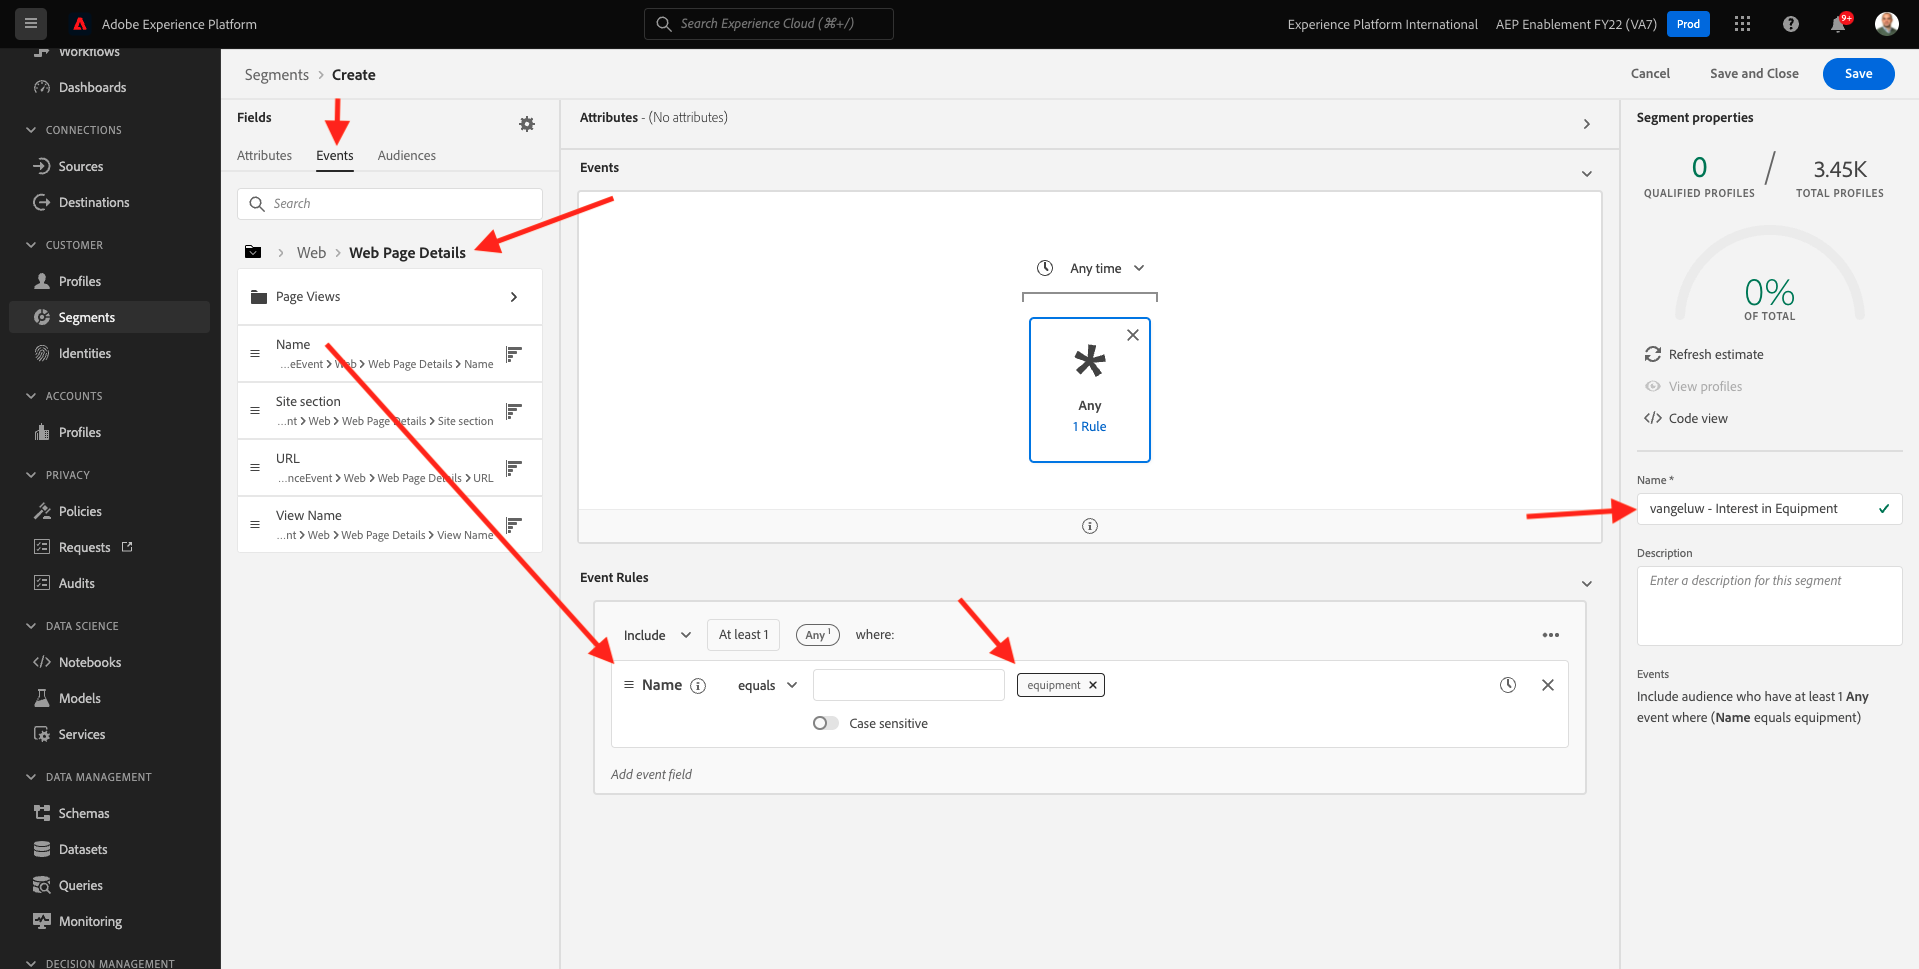 Adobe Experience Platform
Search Experience Cloud (⌘+/)
Experience Platform International
AEP Enablement FY22 (VA7)
Prod
9+
Workflows
Dashboards
CONNECTIONS
Sources
Destinations
CUSTOMER
Profiles
Segments
Identities
ACCOUNTS
Profiles
PRIVACY
Policies
Requests
Audits
DATA SCIENCE
Notebooks
Models
Services
DATA MANAGEMENT
Schemas
Datasets
Queries
Monitoring
DECISION MANAGEMENT
Segments > Create
Cancel
Save and Close
Save
Fields
Attributes
Events
Audiences
Search
> Web > Web Page Details
Page Views
Name
...eEvent > Web > Web Page Details > Name
Site section
...nt > Web > Web Page Details > Site section
URL
...nceEvent > Web > Web Page Details > URL
View Name
...nt > Web > Web Page Details > View Name
Attributes - (No attributes)
Events
Any time
Any
1 Rule
Event Rules
Include
At least 1
Any 1
where:
Name
equals
equipment
Case sensitive
Add event field
Segment properties
0 / 3.45K
QUALIFIED PROFILES
TOTAL PROFILES
0%
OF TOTAL
Refresh estimate
View profiles
</> Code view
Name *
vangeluw - Interest in Equipment
Description
Enter a description for this segment
Events
Include audience who have at least 1 Any
event where (Name equals equipment)